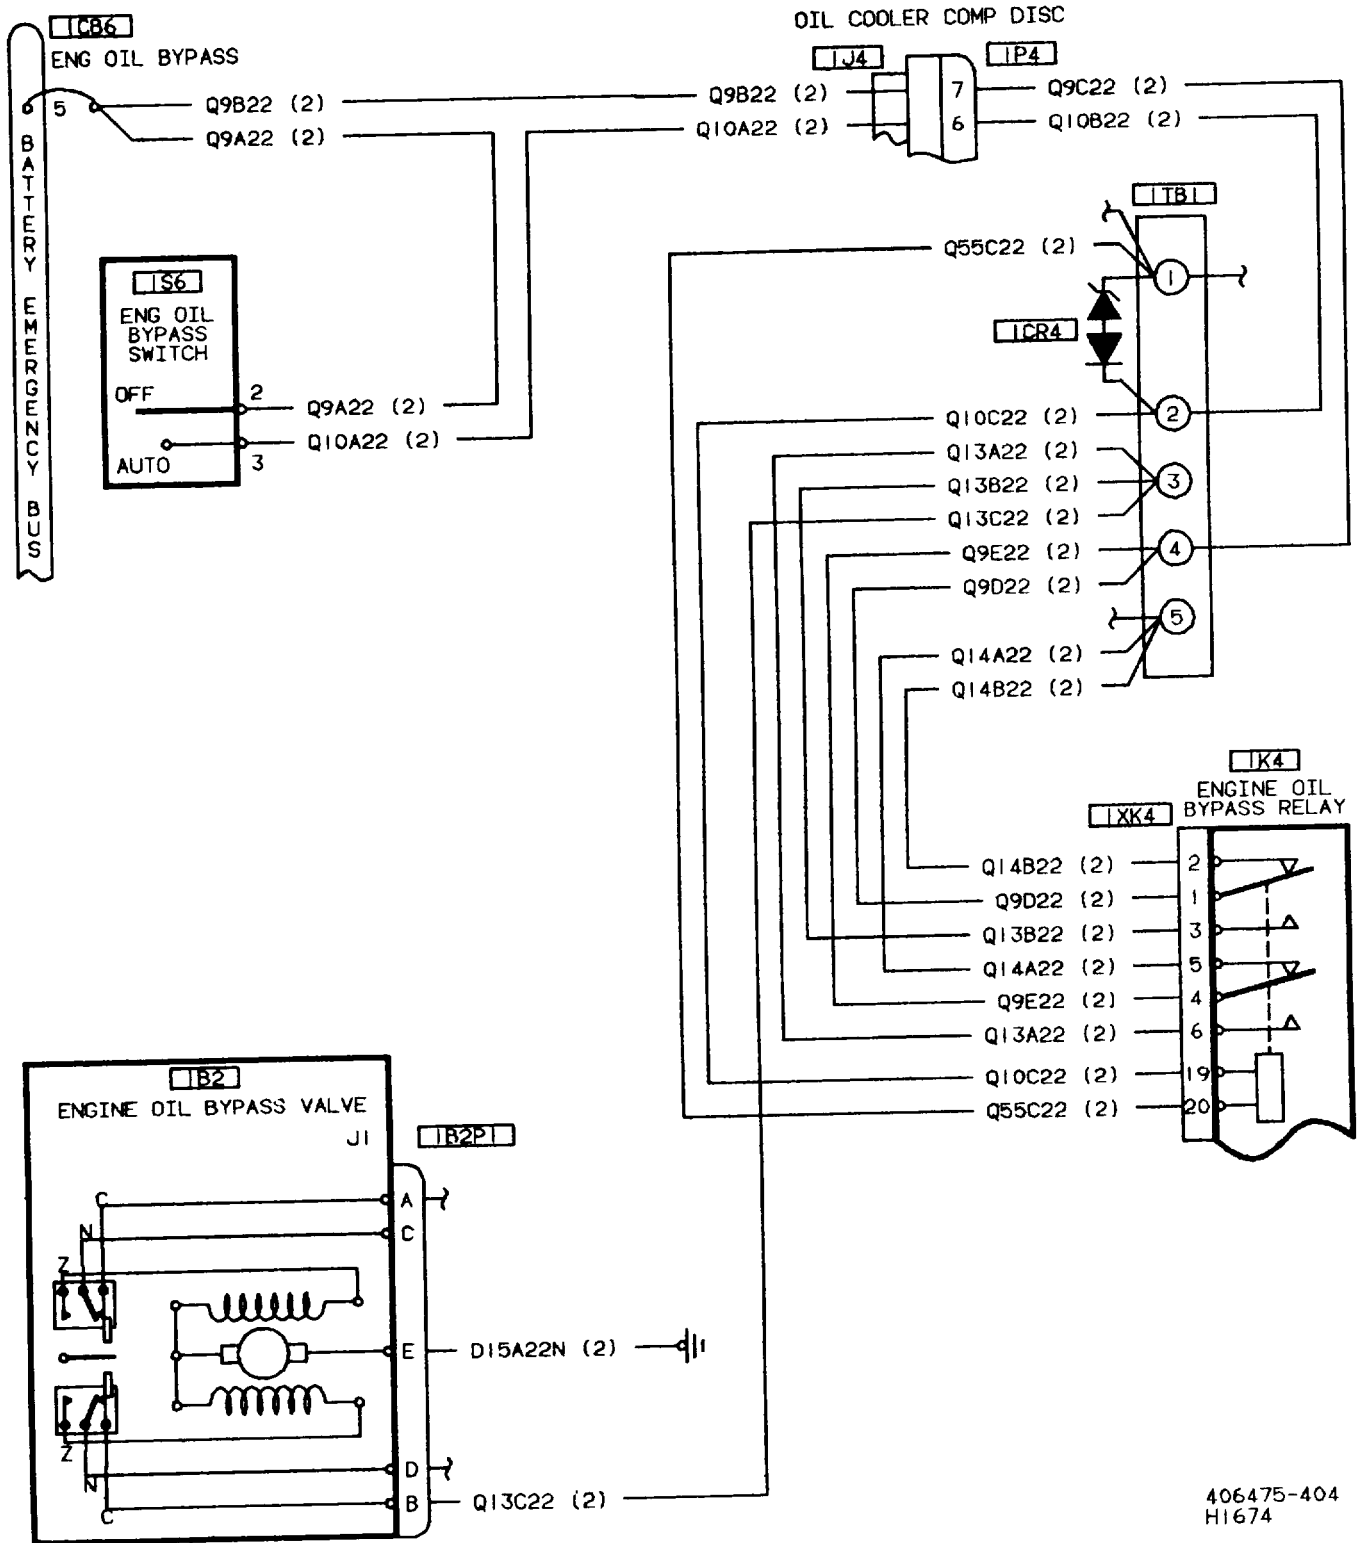 1CB6
ENG OIL BYPASS
5
BATTERY EMERGENCY BUS
Q9B22 (2)
Q9A22 (2)
OIL COOLER COMP DISC
1J4
1P4
Q9B22 (2)
7
Q9C22 (2)
Q10A22 (2)
6
Q10B22 (2)
1S6
ENG OIL
BYPASS
SWITCH
OFF
2
Q9A22 (2)
Q10A22 (2)
AUTO
3
1TB1
Q55C22 (2)
1
1CR4
Q10C22 (2)
2
Q13A22 (2)
Q13B22 (2)
3
Q13C22 (2)
Q9E22 (2)
4
Q9D22 (2)
5
Q14A22 (2)
Q14B22 (2)
1K4
ENGINE OIL
BYPASS RELAY
1XK4
Q14B22 (2)
2
Q9D22 (2)
1
Q13B22 (2)
3
Q14A22 (2)
5
Q9E22 (2)
4
Q13A22 (2)
6
Q10C22 (2)
19
Q55C22 (2)
20
1B2
ENGINE OIL BYPASS VALVE
J1
1B2P1
C
A
N
C
Z
E
D15A22N (2)
Z
D
N
B
Q13C22 (2)
C
406475-404
H1674